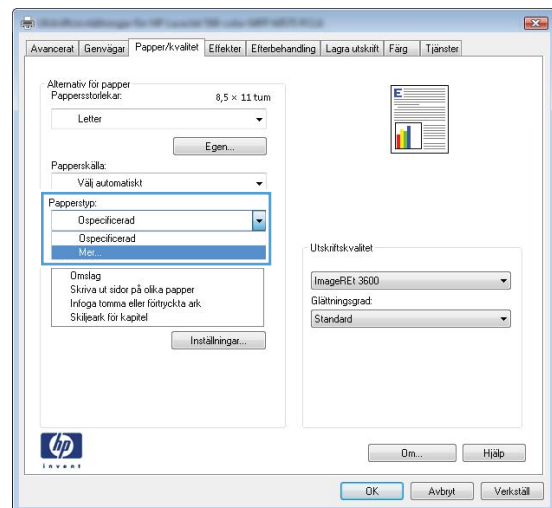 Avancerat Genvägar Papper/kvalitet Effekter Efterbehandling Lagra utskrift Färg Tjänster
Alternativ för papper
Pappersstorlekar: 8,5 × 11 tum
Letter
Egen...
Papperskälla:
Välj automatiskt
Papperstyp:
Ospecificerad
Ospecificerad
Mer...
Omslag
Skriva ut sidor på olika papper
Infoga tomma eller förtryckta ark
Skiljeark för kapitel
Inställningar...
E
Utskriftskvalitet
ImageREt 3600
Glättningsgrad:
Standard
hp
invent
Om... Hjälp
OK Avbryt Verkställ